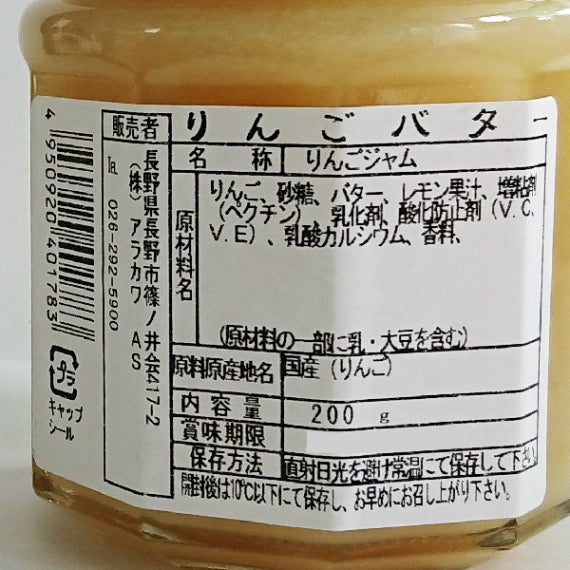 りんごバター
名称 りんごジャム
原材料名
りんご、砂糖、バター、レモン果汁、増粘剤
（ペクチン）、乳化剤、酸化防止剤（V.C、
V.E）、乳酸カルシウム、香料、
（原材料の一部に乳・大豆を含む）
原料原産地名 国産（りんご）
内容量 200 g
賞味期限
保存方法 直射日光を避け常温にて保存して下さい
開封後は10℃以下にて保存し、お早めにお召し上がり下さい。
販売者
長野県長野市篠ノ井会417-2
（株）アラカワ AS
TEL 026-292-5900
4 950920 401783
プラ
キャップ
シール